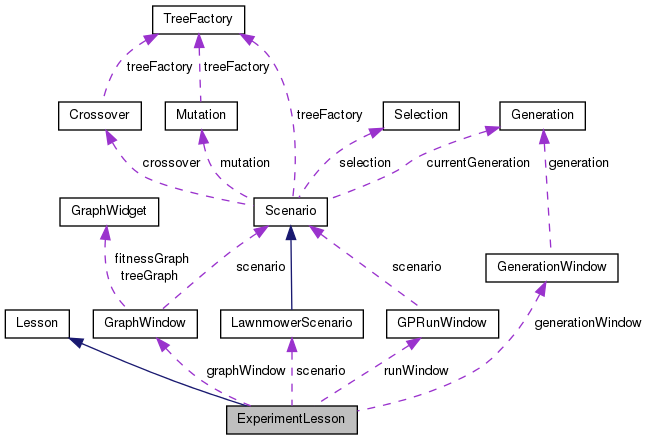 TreeFactory
treeFactory
treeFactory
Crossover
Mutation
treeFactory
Selection
Generation
crossover
mutation
selection
currentGeneration
generation
GraphWidget
Scenario
fitnessGraph
treeGraph
scenario
scenario
GenerationWindow
Lesson
GraphWindow
LawnmowerScenario
GPRunWindow
generationWindow
graphWindow
scenario
runWindow
ExperimentLesson